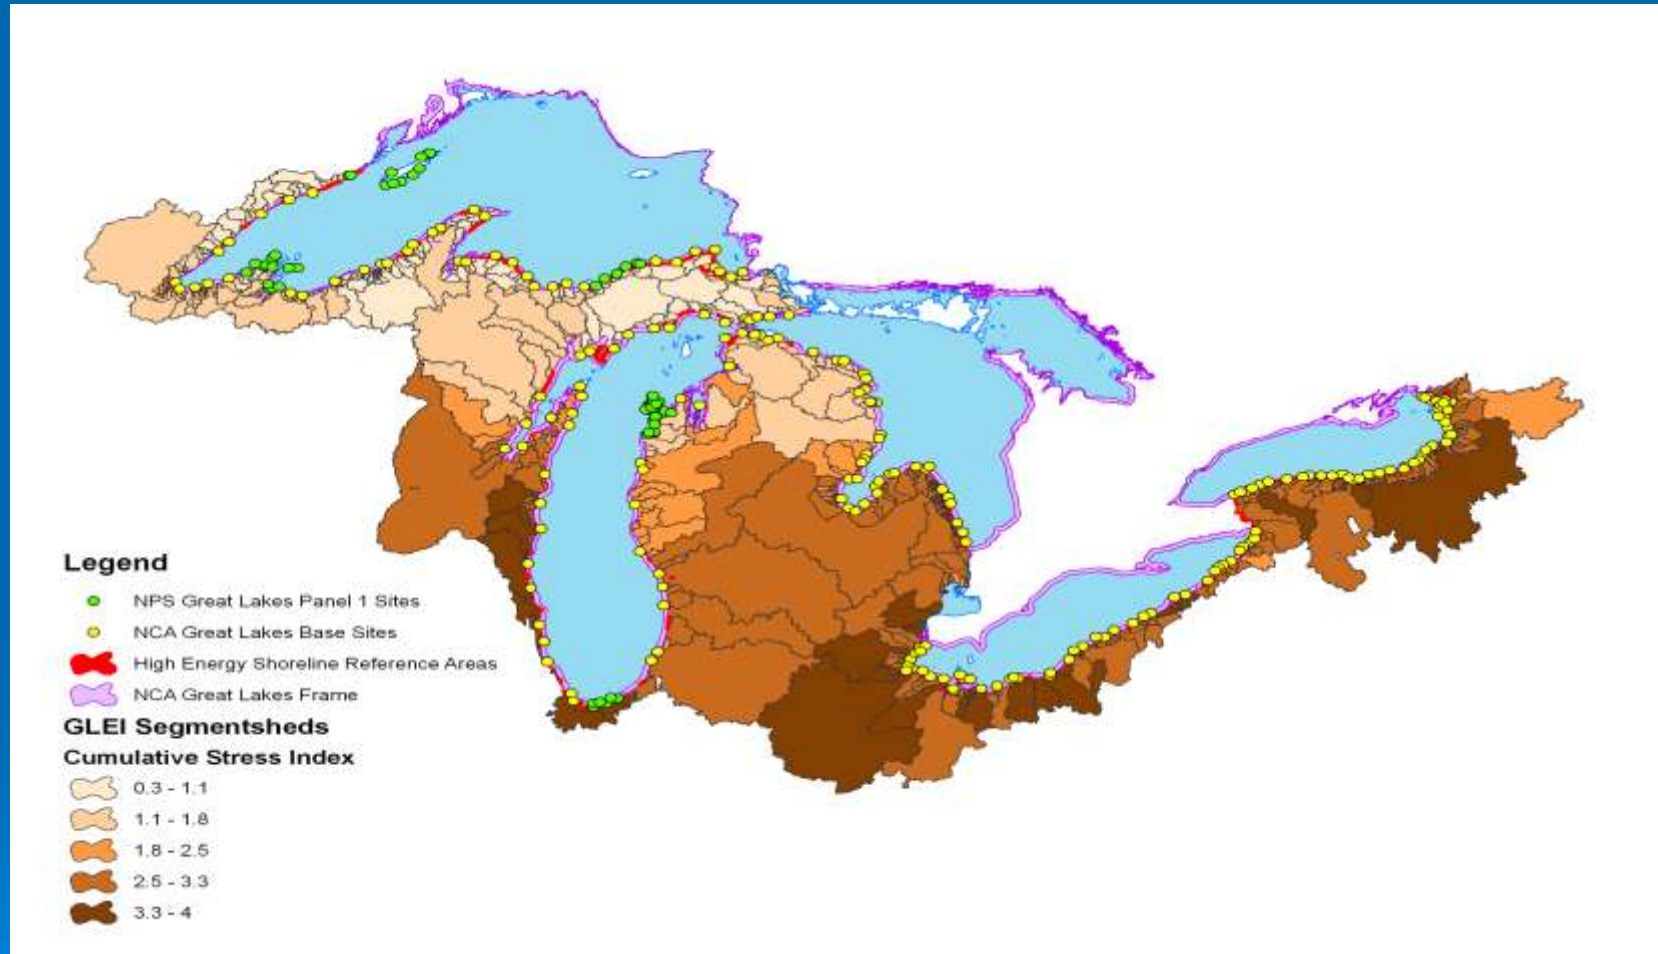 Legend
NPS Great Lakes Panel 1 Sites
NCA Great Lakes Base Sites
High Energy Shoreline Reference Areas
NCA Great Lakes Frame
GLEI Segmentsheds
Cumulative Stress Index
0.3 - 1.1
1.1 - 1.8
1.8 - 2.5
2.5 - 3.3
3.3 - 4